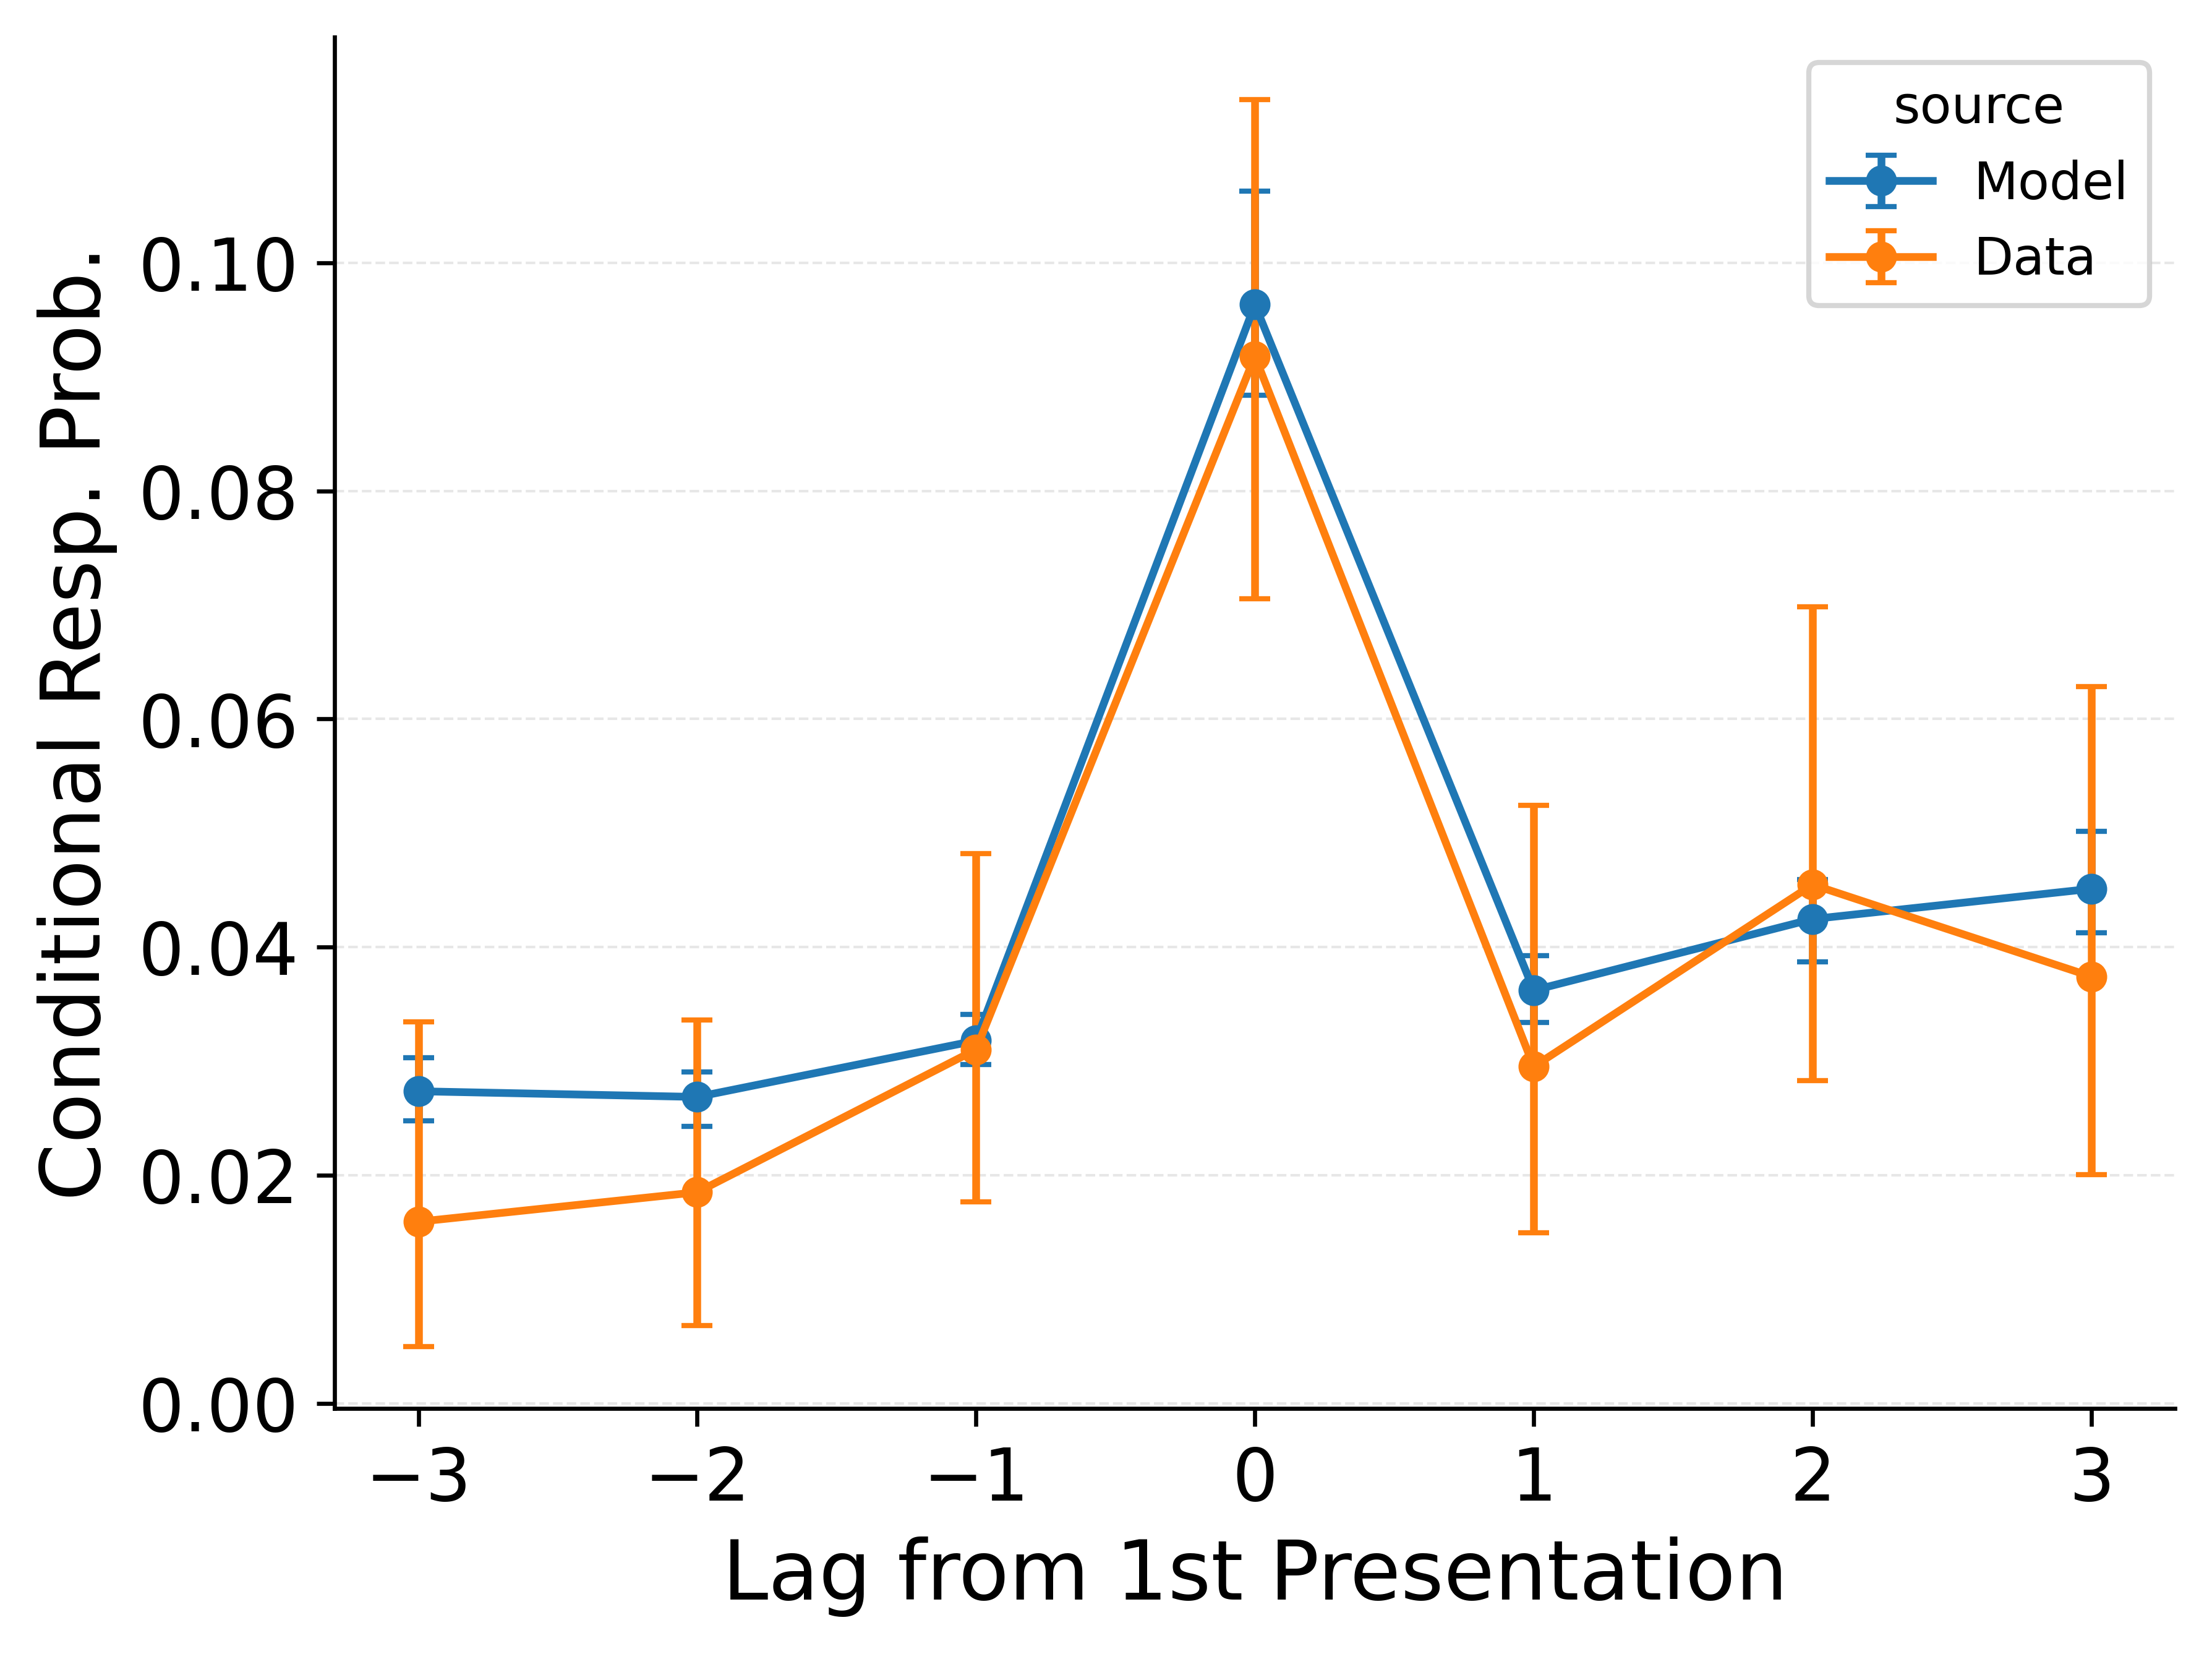 source
Model
Data
Conditional Resp. Prob.
0.10
0.08
0.06
0.04
0.02
0.00
−3 −2 −1 0 1 2 3
Lag from 1st Presentation